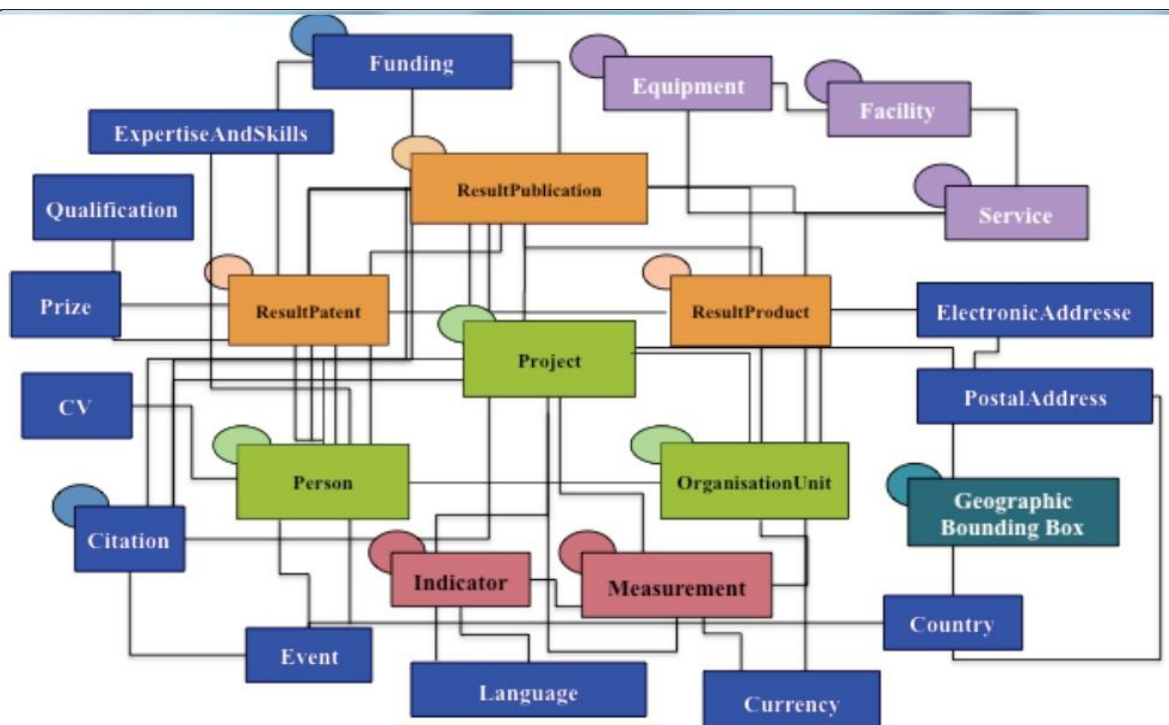 Funding
Equipment
Facility
ExpertiseAndSkills
ResultPublication
Qualification
Service
Prize
ResultPatent
ResultProduct
ElectronicAddresse
Project
CV
PostalAddress
Person
OrganisationUnit
Geographic
Bounding Box
Citation
Indicator
Measurement
Country
Event
Language
Currency